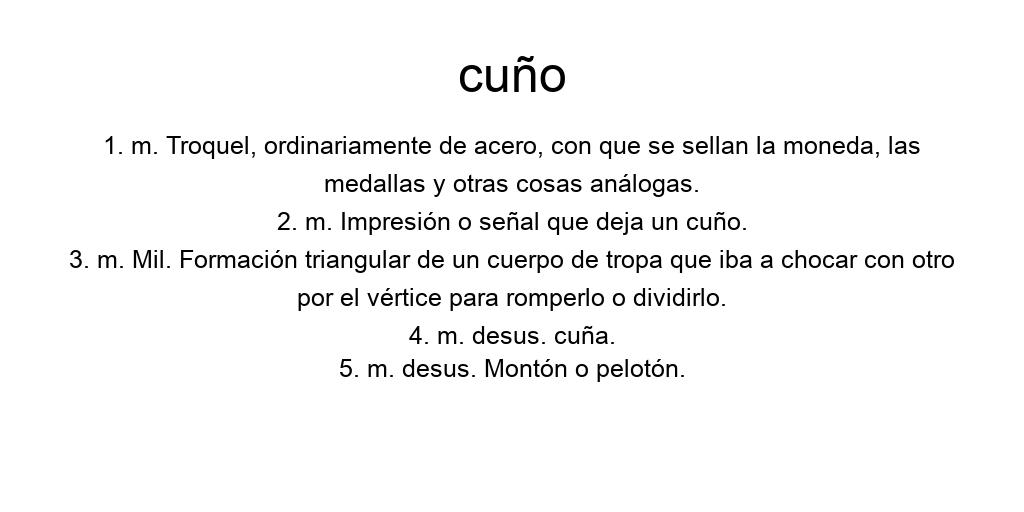 cuño
1. m. Troquel, ordinariamente de acero, con que se sellan la moneda, las
medallas y otras cosas análogas.
2. m. Impresión o señal que deja un cuño.
3. m. Mil. Formación triangular de un cuerpo de tropa que iba a chocar con otro
por el vértice para romperlo o dividirlo.
4. m. desus. cuña.
5. m. desus. Montón o pelotón.